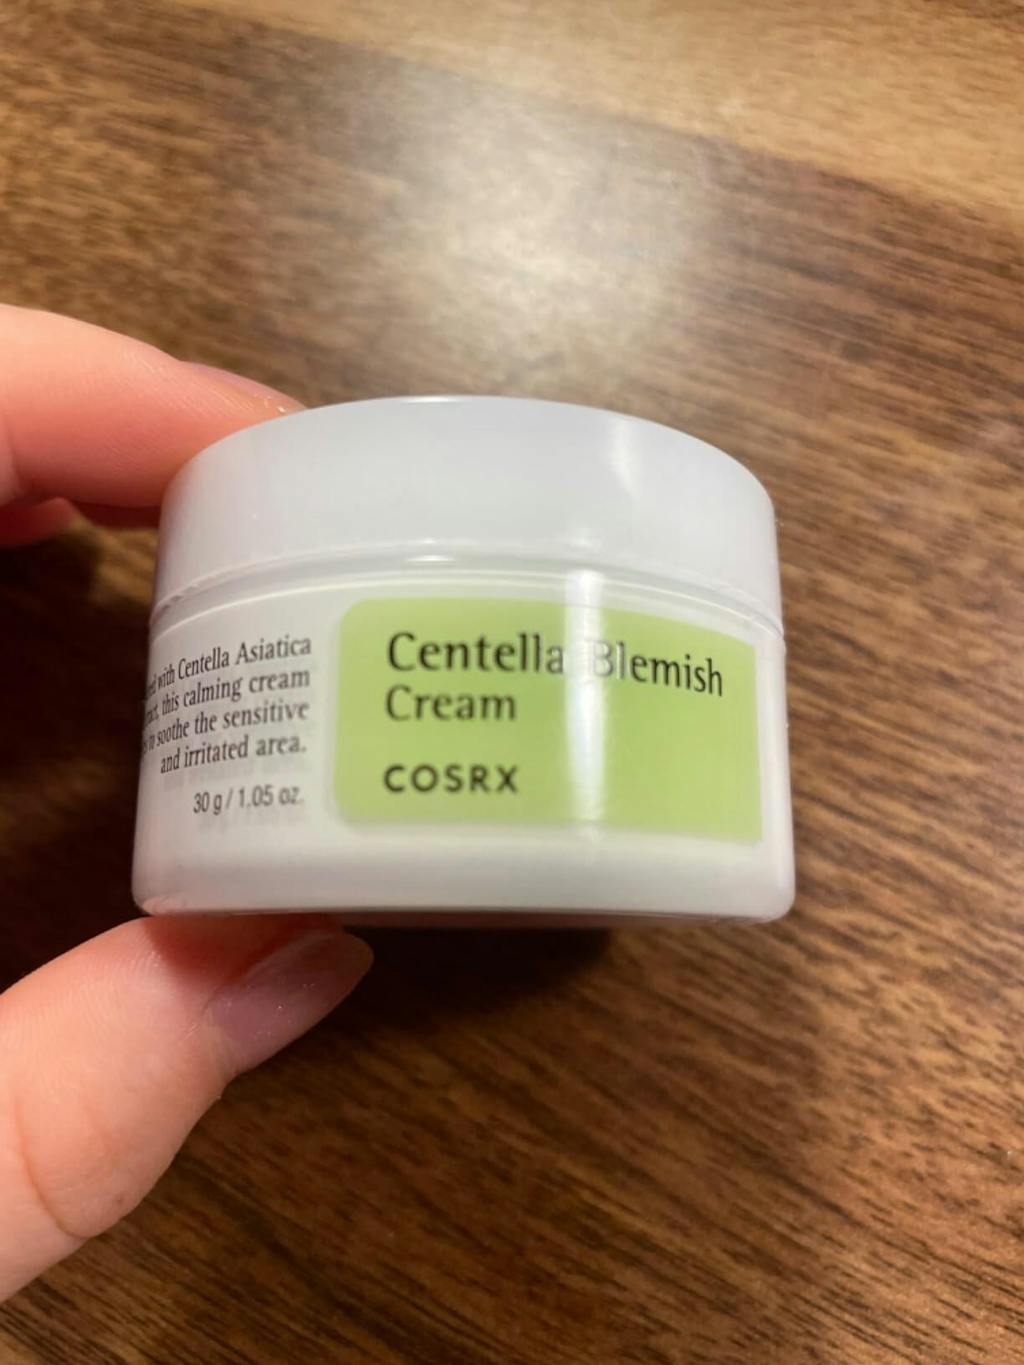 with Centella Asiatica
this calming cream
to soothe the sensitive
and irritated area.
30 g / 1.05 oz.
Centella Blemish
Cream
COSRX